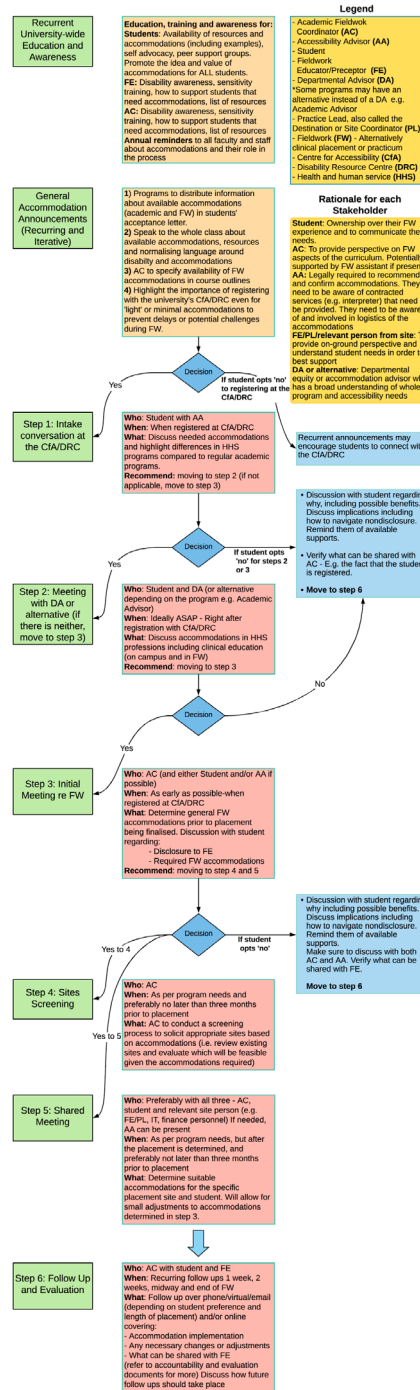 Recurrent
University-wide
Education and
Awareness
Education, training and awareness for:
Students: Availability of resources and
accommodations (including examples),
self advocacy, peer support groups.
Promote the idea and value of
accommodations for ALL students.
FE: Disability awareness, sensitivity
training, how to support students that
need accommodations, list of resources
AC: Disability awareness, sensitivity
training, how to support students that
need accommodations, list of resources
Annual reminders to all faculty and staff
about accommodations and their role in
the process
Legend
- Academic Fieldwok
Coordinator (AC)
- Accessibility Advisor (AA)
- Student
- Fieldwork
Educator/Preceptor (FE)
- Departmental Advisor (DA)
*Some programs may have an
alternative instead of a DA e.g.
Academic Advisor
- Practice Lead, also called the
Destination or Site Coordinator (PL)
- Fieldwork (FW) - Alternatively
clinical placement or practicum
- Centre for Accessibility (CfA)
- Disability Resource Centre (DRC)
- Health and human service (HHS)
General
Accommodation
Announcements
(Recurring and
Iterative)
1) Programs to distribute information
about available accommodations
(academic and FW) in students'
acceptance letter.
2) Speak to the whole class about
available accommodations, resources
and normalising language around
disabilty and accommodations
3) AC to specify availability of FW
accommodations in course outlines
4) Highlight the importance of registering
with the university's CfA/DRC even for
'light' or minimal accommodations to
prevent delays or potential challenges
during FW.
Rationale for each
Stakeholder
Student: Ownership over their FW
experience and to communicate their
needs.
AC: To provide perspective on FW
aspects of the curriculum. Potentially
supported by FW assistant if present
AA: Legally required to recommend
and confirm accommodations. They
need to be aware of contracted
services (e.g. interpreter) that need
be provided. They need to be aware
of and involved in logistics of the
accommodations
FE/PL/relevant person from site:
provide on-ground perspective and
understand student needs in order to
best support
DA or alternative: Departmental
equity or accommodation advisor who
has a broad understanding of whole
program and accessibility needs
Decision
Yes
If student opts 'no'
to registering at the
CfA/DRC
Step 1: Intake
conversation at
the CfA/DRC
Who: Student with AA
When: When registered at CfA/DRC
What: Discuss needed accommodations
and highlight differences in HHS
programs compared to regular academic
programs.
Recommend: moving to step 2 (if not
applicable, move to step 3)
Recurrent announcements may
encourage students to connect with
the CfA/DRC
Decision
Yes
If student opts
'no' for steps 2
or 3
• Discussion with student regarding
why, including possible benefits.
Discuss implications including
how to navigate nondisclosure.
Remind them of available
supports.
• Verify what can be shared with
AC - E.g. the fact that the student
is registered.
• Move to step 6
Step 2: Meeting
with DA or
alternative (if
there is neither,
move to step 3)
Who: Student and DA (or alternative
depending on the program e.g. Academic
Advisor)
When: Ideally ASAP - Right after
registration with CfA/DRC
What: Discuss accommodations in HHS
professions including clinical education
(on campus and in FW)
Recommend: moving to step 3
No
Decision
Yes
Step 3: Initial
Meeting re FW
Who: AC (and either Student and/or AA if
possible)
When: As early as possible-when
registered at CfA/DRC
What: Determine general FW
accommodations prior to placement
being finalised. Discussion with student
regarding:
- Disclosure to FE
- Required FW accommodations
Recommend: moving to step 4 and 5
Decision
Yes to 4
If student
opts 'no'
• Discussion with student regarding
why including possible benefits.
Discuss implications including
how to navigate nondisclosure.
Remind them of available
supports.
Make sure to discuss with both
AC and AA. Verify what can be
shared with FE.
Move to step 6
Step 4: Sites
Screening
Who: AC
When: As per program needs and
preferably no later than three months
prior to placement
What: AC to conduct a screening
process to solicit appropriate sites based
on accommodations (i.e. review existing
sites and evaluate which will be feasible
given the accommodations required)
Yes to 5
Step 5: Shared
Meeting
Who: Preferably with all three - AC,
student and relevant site person (e.g.
FE/PL, IT, finance personnel) If needed,
AA can be present
When: As per program needs, but after
the placement is determined, and
preferably not later than three months
prior to placement
What: Determine suitable
accommodations for the specific
placement site and student. Will allow for
small adjustments to accommodations
determined in step 3.
Step 6: Follow Up
and Evaluation
Who: AC with student and FE
When: Recurring follow ups 1 week, 2
weeks, midway and end of FW
What: Follow up over phone/virtual/email
(depending on student preference and
length of placement) and/or online
covering:
- Accommodation implementation
- Any necessary changes or adjustments
- What can be shared with FE
(refer to accountability and evaluation
documents for more) Discuss how future
follow ups should take place